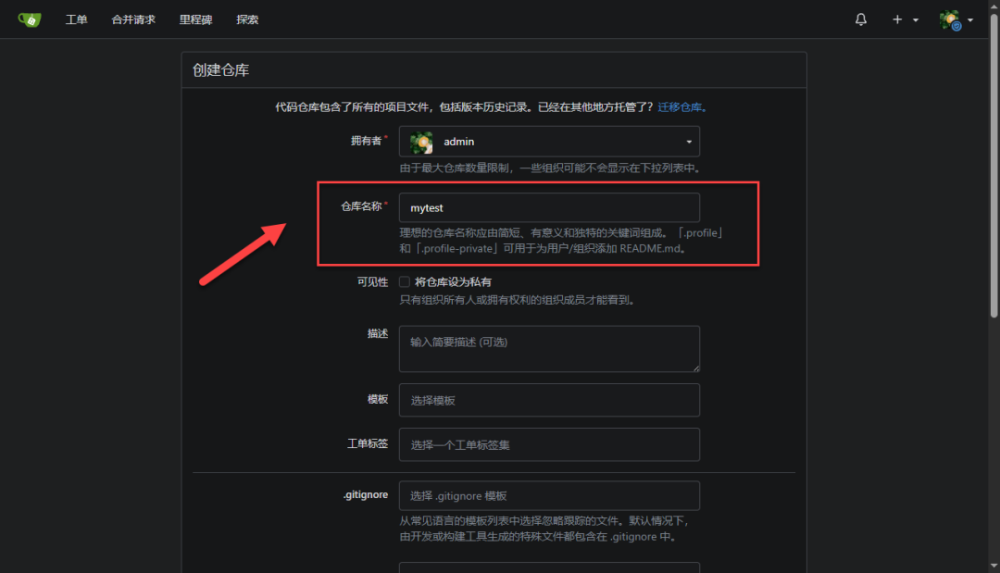 工单 合并请求 里程碑 探索
创建仓库
代码仓库包含了所有的项目文件，包括版本历史记录。已经在其他地方托管了？迁移仓库。
拥有者* admin
由于最大仓库数量限制，一些组织可能不会显示在下拉列表中。
仓库名称* mytest
理想的仓库名称应由简短、有意义和独特的关键词组成。「.profile」
和「.profile-private」可用于为用户/组织添加 README.md。
可见性 将仓库设为私有
只有组织所有人或拥有权利的组织成员才能看到。
描述 输入简要描述 (可选)
模板 选择模板
工单标签 选择一个工单标签集
.gitignore 选择 .gitignore 模板
从常见语言的模板列表中选择忽略跟踪的文件。默认情况下，
由开发或构建工具生成的特殊文件都包含在 .gitignore 中。